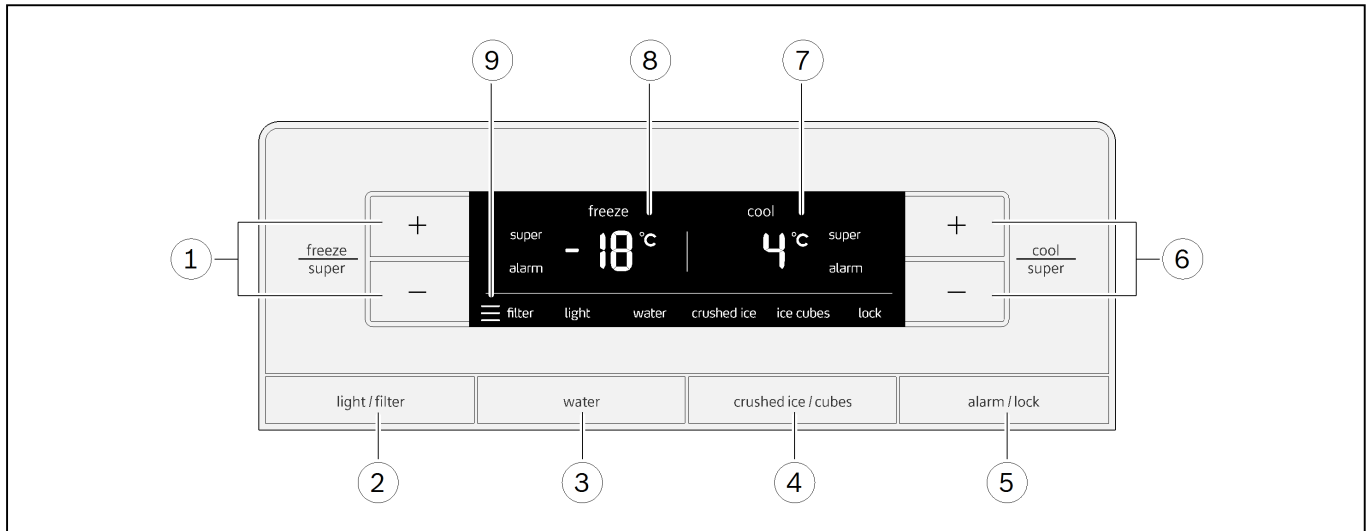 9 8 7
freeze cool
+ super -18 °C 4 °C super +
1 freeze cool 6
super super
− alarm alarm −
filter light water crushed ice ice cubes lock
light / filter water crushed ice / cubes alarm / lock
2 3 4 5